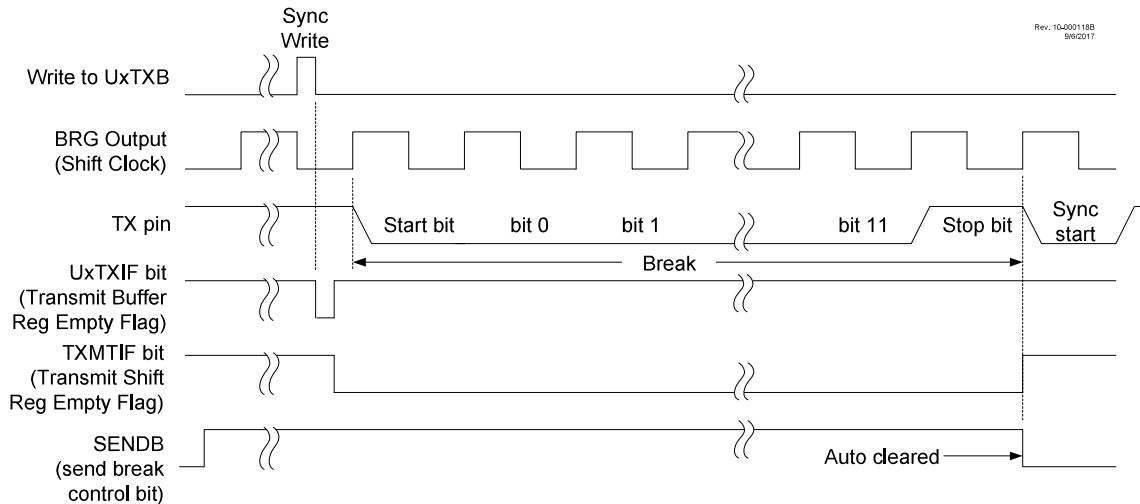 Sync
Write
Rev. 10-000118B
9/6/2017
Write to UxTXB
BRG Output
(Shift Clock)
TX pin
Start bit
bit 0
bit 1
bit 11
Stop bit
Sync
start
Break
UxTXIF bit
(Transmit Buffer
Reg Empty Flag)
TXMTIF bit
(Transmit Shift
Reg Empty Flag)
SENDB
(send break
control bit)
Auto cleared